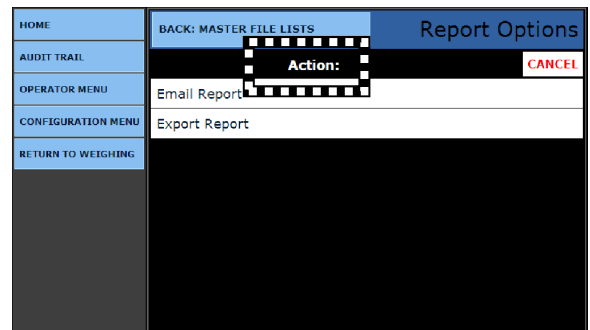 HOME
AUDIT TRAIL
OPERATOR MENU
CONFIGURATION MENU
RETURN TO WEIGHING
BACK: MASTER FILE LISTS
Report Options
Action:
CANCEL
Email Report
Export Report